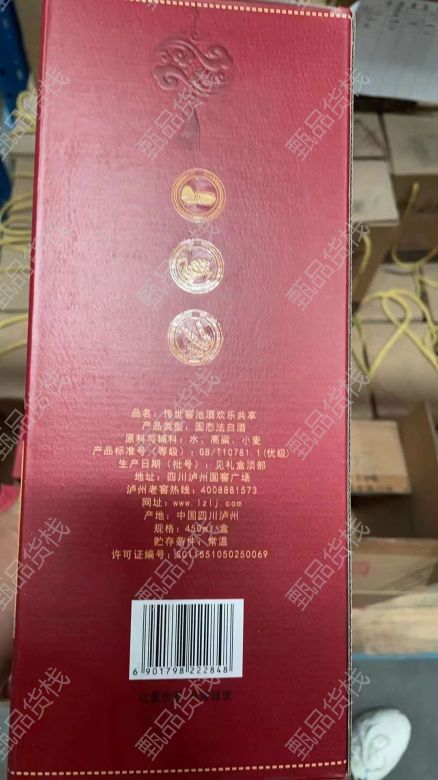 品名：传世窖池酒欢乐共享
产品类型：固态法白酒
原料与辅料：水、高粱、小麦
产品标准号（等级）：GB/T10781.1(优级)
生产日期（批号）：见礼盒顶部
地址：四川泸州国窖广场
泸州老窖热线：4008881573
网址：www.lzlj.com
产地：中国四川泸州
规格：450ml×盒
贮存条件：常温
许可证编号：SC11551050250069
6 901798 222848
甄品货栈